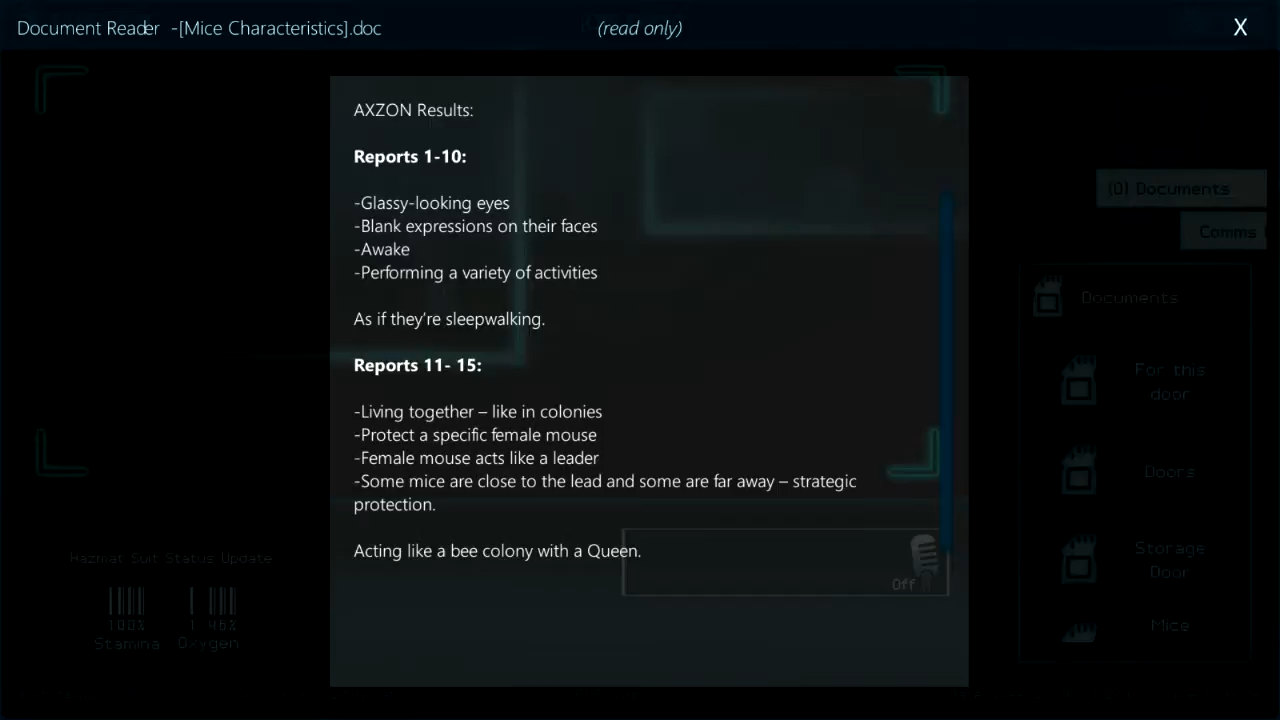 Document Reader -[Mice Characteristics].doc
(read only)
X
AXZON Results:
Reports 1-10:
-Glassy-looking eyes
-Blank expressions on their faces
-Awake
-Performing a variety of activities
As if they're sleepwalking.
Reports 11- 15:
-Living together – like in colonies
-Protect a specific female mouse
-Female mouse acts like a leader
-Some mice are close to the lead and some are far away – strategic
protection.
Acting like a bee colony with a Queen.
Off
(0) Documents
Comms
Documents
For this
door
Doors
Storage
Door
Mice
Hazmat Suit Status Update
100%
Stamina
Oxygen